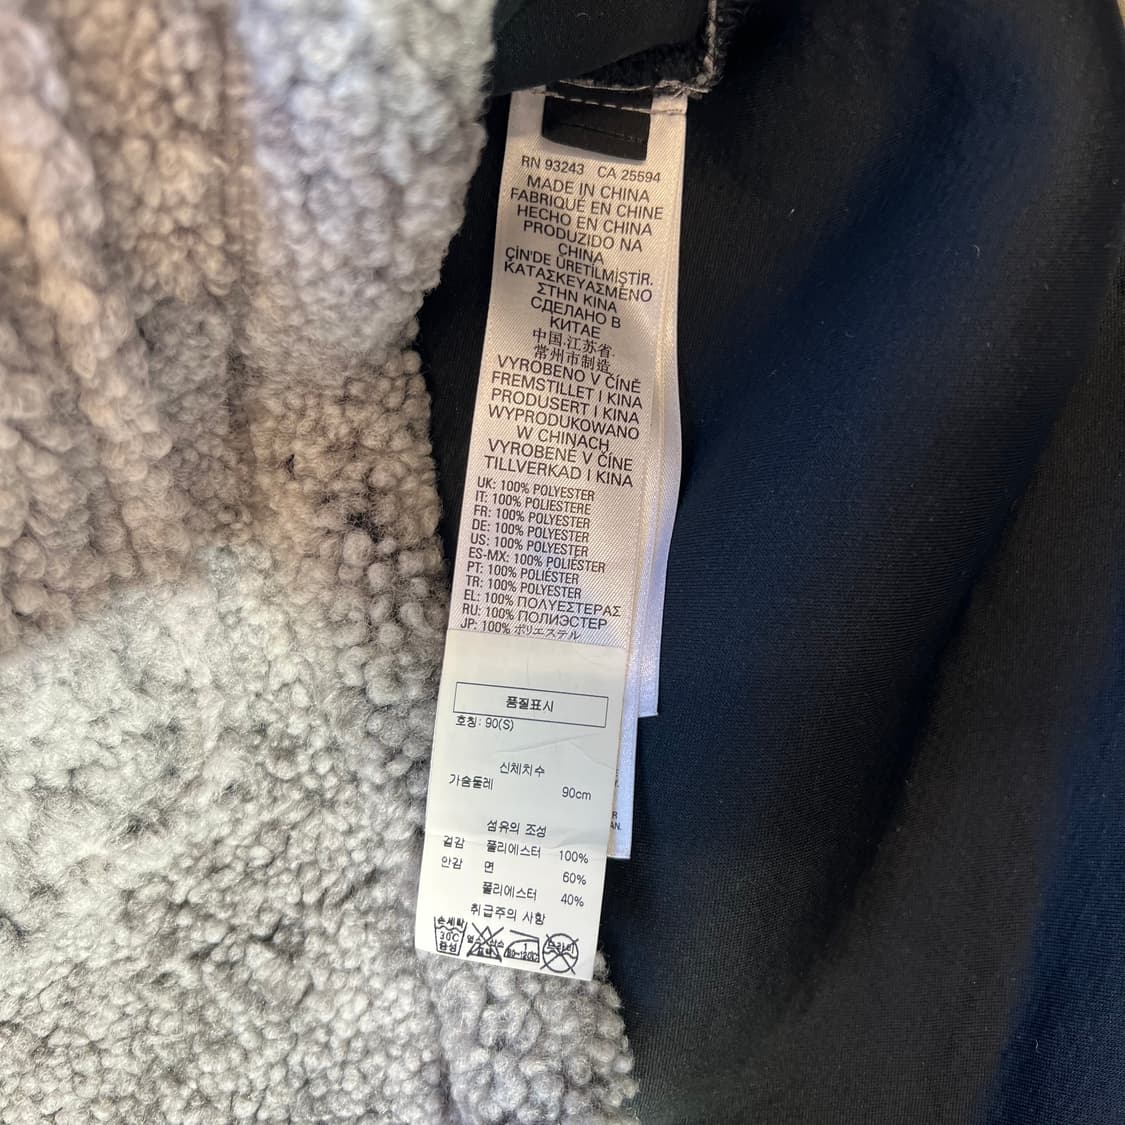 RN 93243 CA 25594
MADE IN CHINA
FABRIQUÉ EN CHINE
HECHO EN CHINA
PRODUZIDO NA
CHINA
ÇİN'DE ÜRETİLMİŞTİR.
ΚΑΤΑΣΚΕΥΑΣΜΕΝΟ
ΣΤΗΝ ΚΙΝΑ
СДЕЛАНО В
КИТАЕ
中国.江苏省.
常州市制造
VYROBENO V ČÍNĚ
FREMSTILLET I KINA
PRODUSERT I KINA
WYPRODUKOWANO
W CHINACH
VYROBENÉ V ČÍNE
TILLVERKAD I KINA
UK: 100% POLYESTER
IT: 100% POLIESTERE
FR: 100% POLYESTER
DE: 100% POLYESTER
US: 100% POLYESTER
ES-MX: 100% POLIÉSTER
PT: 100% POLIÉSTER
TR: 100% POLYESTER
EL: 100% ΠΟΛΥΕΣΤΕΡΑΣ
RU: 100% ПОЛИЭСТЕР
JP: 100% ポリエステル
품질표시
호칭: 90(S)
신체치수
가슴둘레 90cm
섬유의 조성
겉감 폴리에스터 100%
안감 면 60%
폴리에스터 40%
취급주의 사항
손세탁
30C
중성
80~120C
드라이